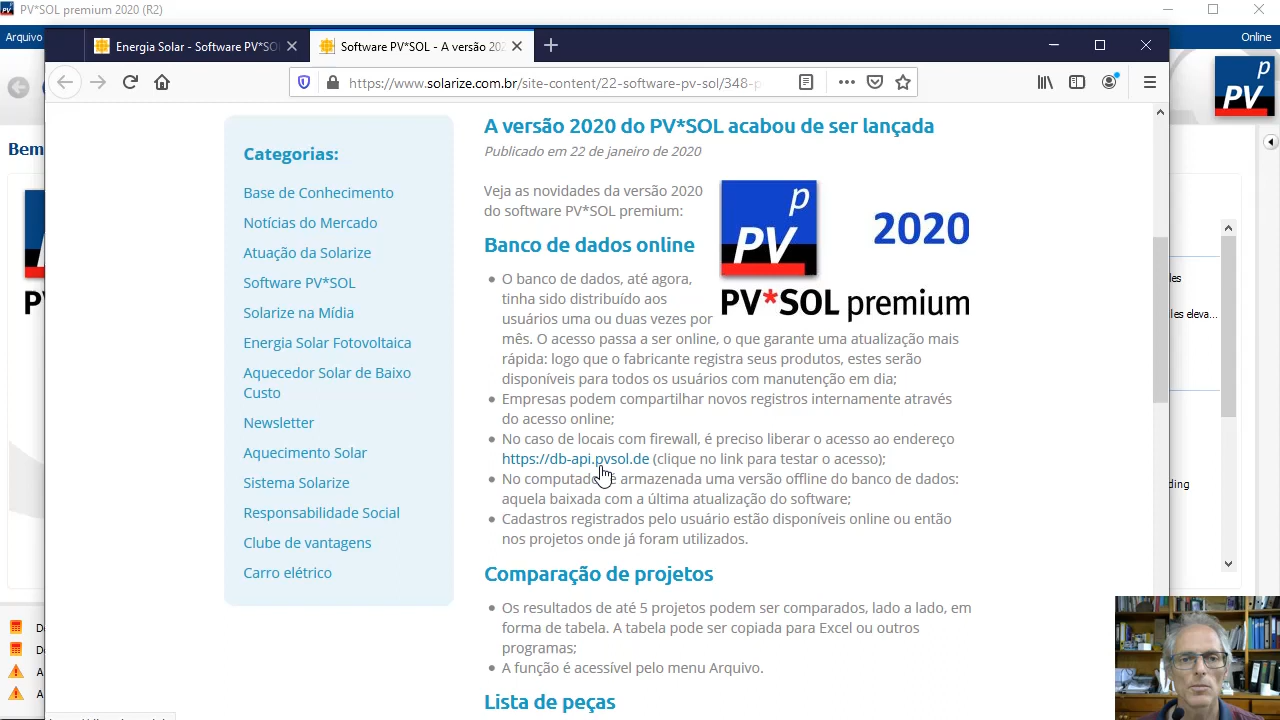 PV*SOL premium 2020 (R2)
Arquivo
Online
Energia Solar - Software PV*SO
Software PV*SOL - A versão 202
https://www.solarize.com.br/site-content/22-software-pv-sol/348-p
Bem
p
PV
Categorias:
Base de Conhecimento
Notícias do Mercado
Atuação da Solarize
Software PV*SOL
Solarize na Mídia
Energia Solar Fotovoltaica
Aquecedor Solar de Baixo
Custo
Newsletter
Aquecimento Solar
Sistema Solarize
Responsabilidade Social
Clube de vantagens
Carro elétrico
A versão 2020 do PV*SOL acabou de ser lançada
Publicado em 22 de janeiro de 2020
Veja as novidades da versão 2020
do software PV*SOL premium:
p
PV
2020
PV*SOL premium
Banco de dados online
O banco de dados, até agora,
tinha sido distribuído aos
usuários uma ou duas vezes por
mês. O acesso passa a ser online, o que garante uma atualização mais
rápida: logo que o fabricante registra seus produtos, estes serão
disponíveis para todos os usuários com manutenção em dia;
Empresas podem compartilhar novos registros internamente através
do acesso online;
No caso de locais com firewall, é preciso liberar o acesso ao endereço
https://db-api.pvsol.de (clique no link para testar o acesso);
No computador é armazenada uma versão offline do banco de dados:
aquela baixada com a última atualização do software;
Cadastros registrados pelo usuário estão disponíveis online ou então
nos projetos onde já foram utilizados.
Comparação de projetos
Os resultados de até 5 projetos podem ser comparados, lado a lado, em
forma de tabela. A tabela pode ser copiada para Excel ou outros
programas;
A função é acessível pelo menu Arquivo.
Lista de peças
les
les eleva...
ding